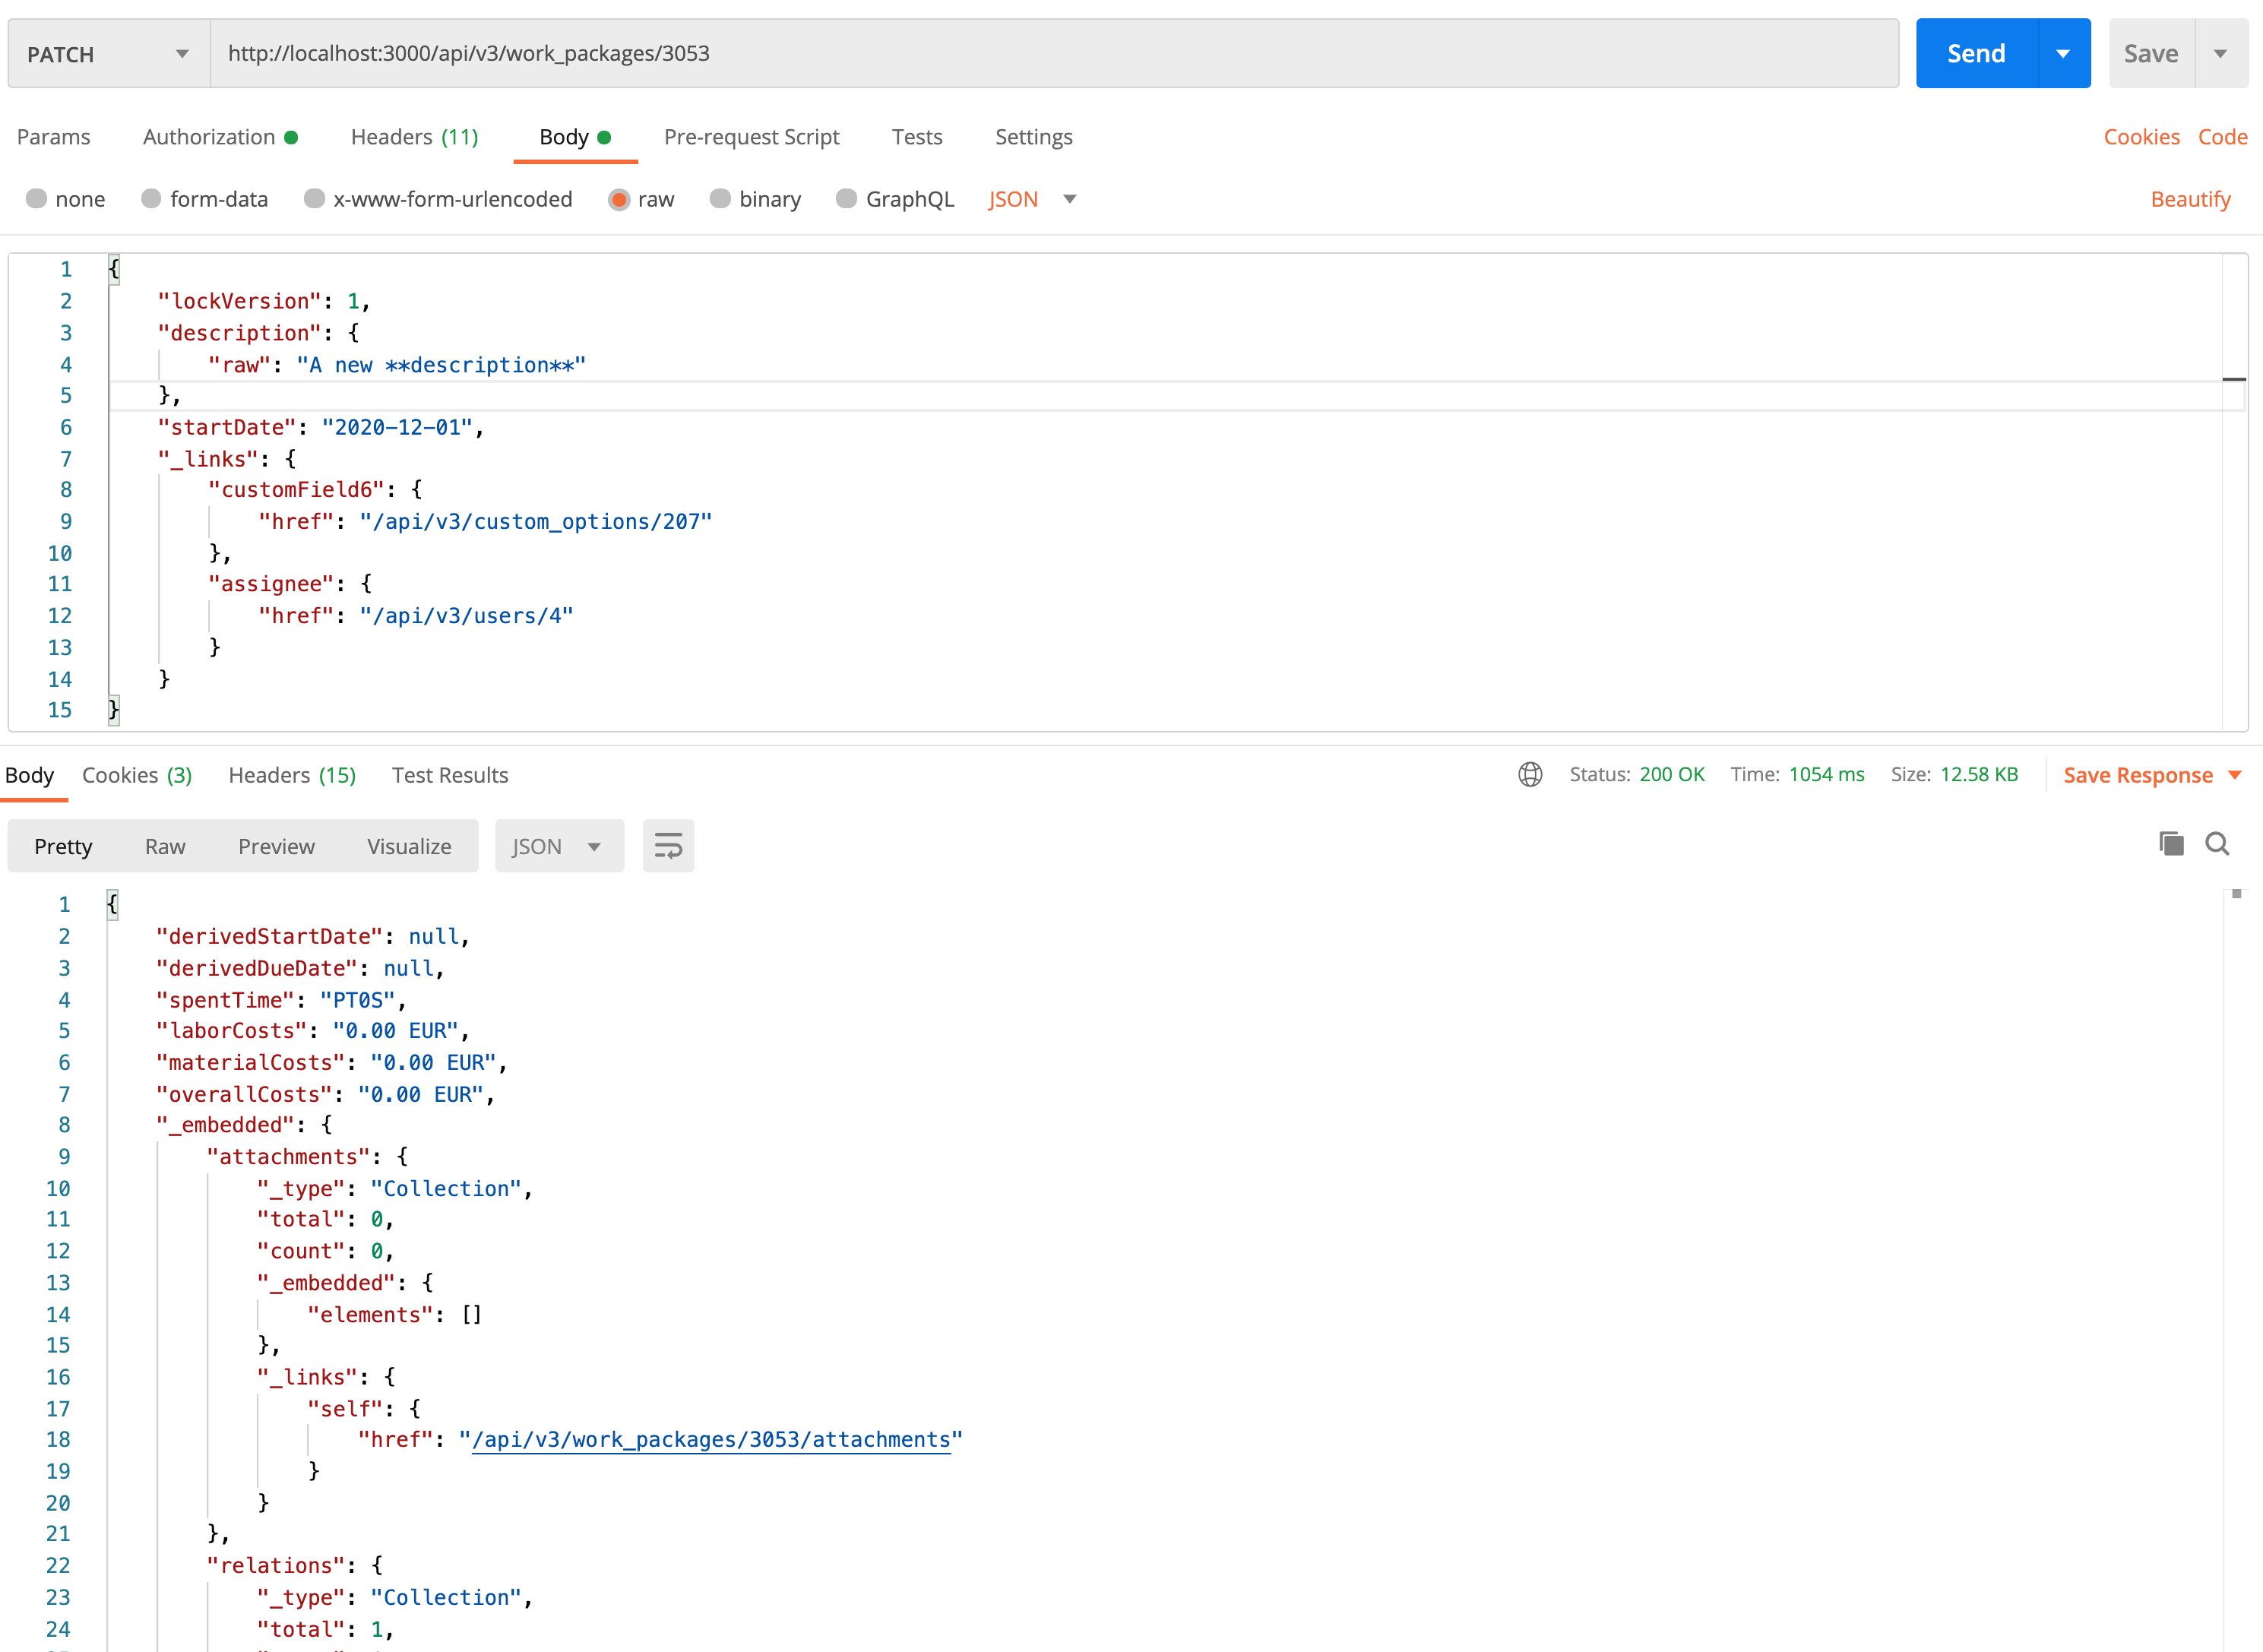 PATCH http://localhost:3000/api/v3/work_packages/3053 Send Save
Params Authorization Headers (11) Body Pre-request Script Tests Settings Cookies Code
none form-data x-www-form-urlencoded raw binary GraphQL JSON Beautify
1 {
2 "lockVersion": 1,
3 "description": {
4 "raw": "A new **description**"
5 },
6 "startDate": "2020-12-01",
7 "_links": {
8 "customField6": {
9 "href": "/api/v3/custom_options/207"
10 },
11 "assignee": {
12 "href": "/api/v3/users/4"
13 }
14 }
15 }
Body Cookies (3) Headers (15) Test Results Status: 200 OK Time: 1054 ms Size: 12.58 KB Save Response
Pretty Raw Preview Visualize JSON
1 {
2 "derivedStartDate": null,
3 "derivedDueDate": null,
4 "spentTime": "PT0S",
5 "laborCosts": "0.00 EUR",
6 "materialCosts": "0.00 EUR",
7 "overallCosts": "0.00 EUR",
8 "_embedded": {
9 "attachments": {
10 "_type": "Collection",
11 "total": 0,
12 "count": 0,
13 "_embedded": {
14 "elements": []
15 },
16 "_links": {
17 "self": {
18 "href": "/api/v3/work_packages/3053/attachments"
19 }
20 }
21 },
22 "relations": {
23 "_type": "Collection",
24 "total": 1,